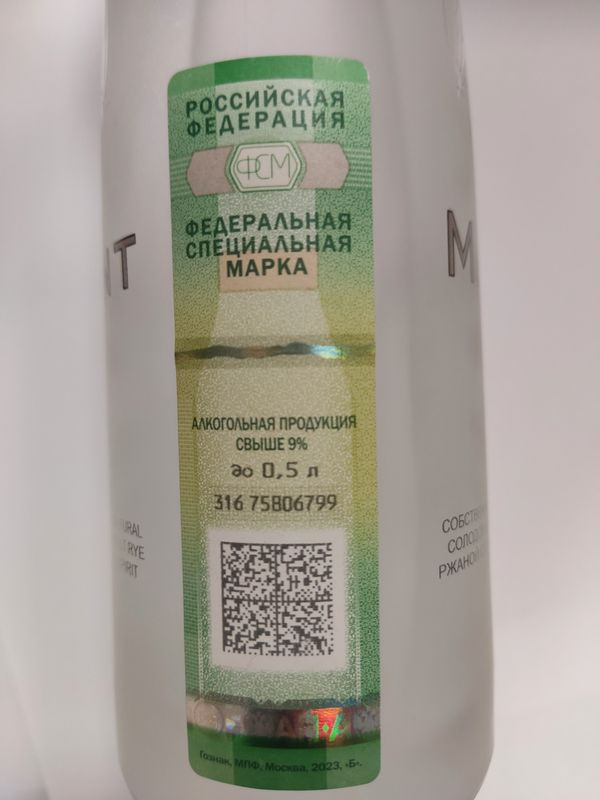 РОССИЙСКАЯ
ФЕДЕРАЦИЯ
ФСМ
ФЕДЕРАЛЬНАЯ
СПЕЦИАЛЬНАЯ
МАРКА
АЛКОГОЛЬНАЯ ПРОДУКЦИЯ
СВЫШЕ 9%
до 0,5 л
316 75806799
Гознак, МПФ, Москва, 2023, «Б».
RYE